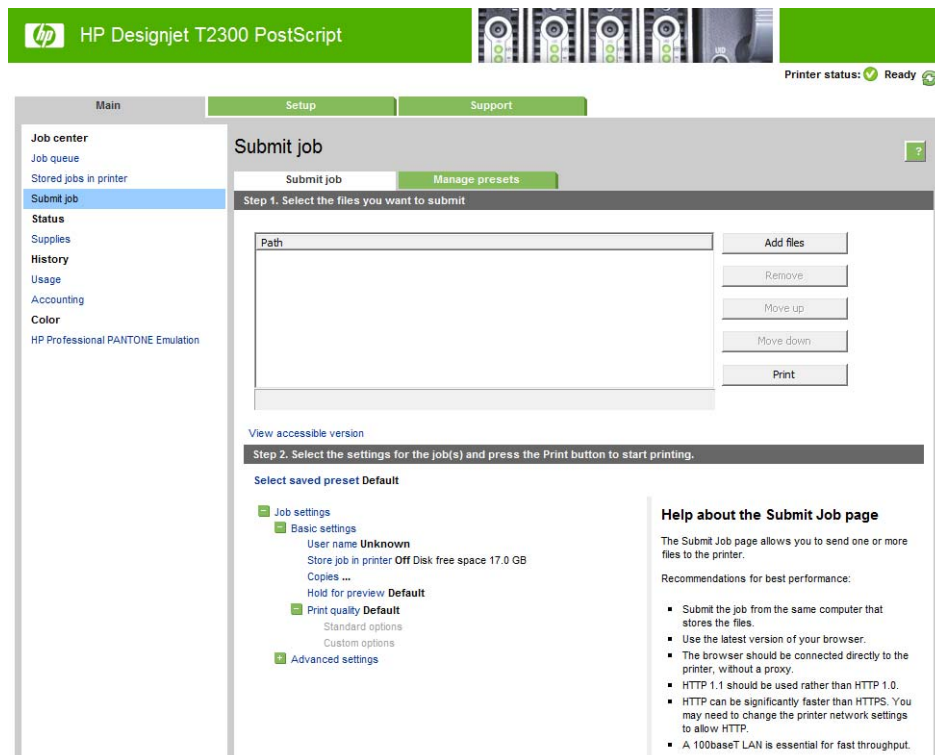 hp HP Designjet T2300 PostScript
Printer status: Ready
Main Setup Support
Job center
Job queue
Stored jobs in printer
Submit job
Status
Supplies
History
Usage
Accounting
Color
HP Professional PANTONE Emulation
Submit job
?
Submit job Manage presets
Step 1. Select the files you want to submit
Path
Add files
Remove
Move up
Move down
Print
View accessible version
Step 2. Select the settings for the job(s) and press the Print button to start printing.
Select saved preset Default
Job settings
Basic settings
User name Unknown
Store job in printer Off Disk free space 17.0 GB
Copies ...
Hold for preview Default
Print quality Default
Standard options
Custom options
Advanced settings
Help about the Submit Job page
The Submit Job page allows you to send one or more
files to the printer.
Recommendations for best performance:
Submit the job from the same computer that
stores the files.
Use the latest version of your browser.
The browser should be connected directly to the
printer, without a proxy.
HTTP 1.1 should be used rather than HTTP 1.0.
HTTP can be significantly faster than HTTPS. You
may need to change the printer network settings
to allow HTTP.
A 100baseT LAN is essential for fast throughput.